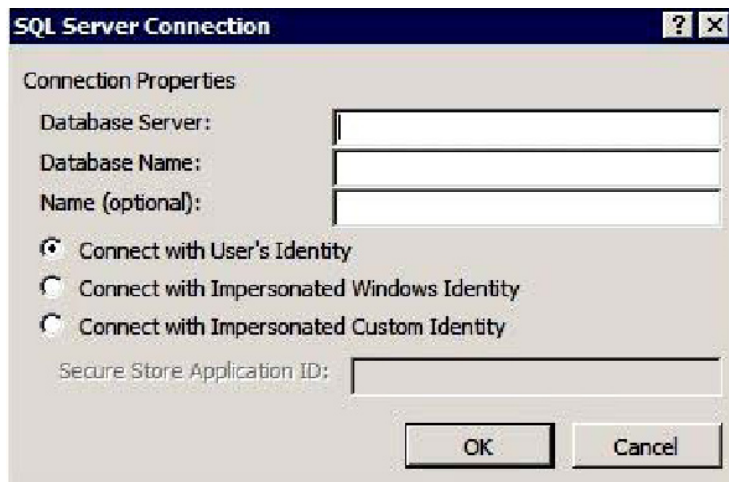 SQL Server Connection
Connection Properties
Database Server:
Database Name:
Name (optional):
Connect with User's Identity
Connect with Impersonated Windows Identity
Connect with Impersonated Custom Identity
Secure Store Application ID:
OK Cancel